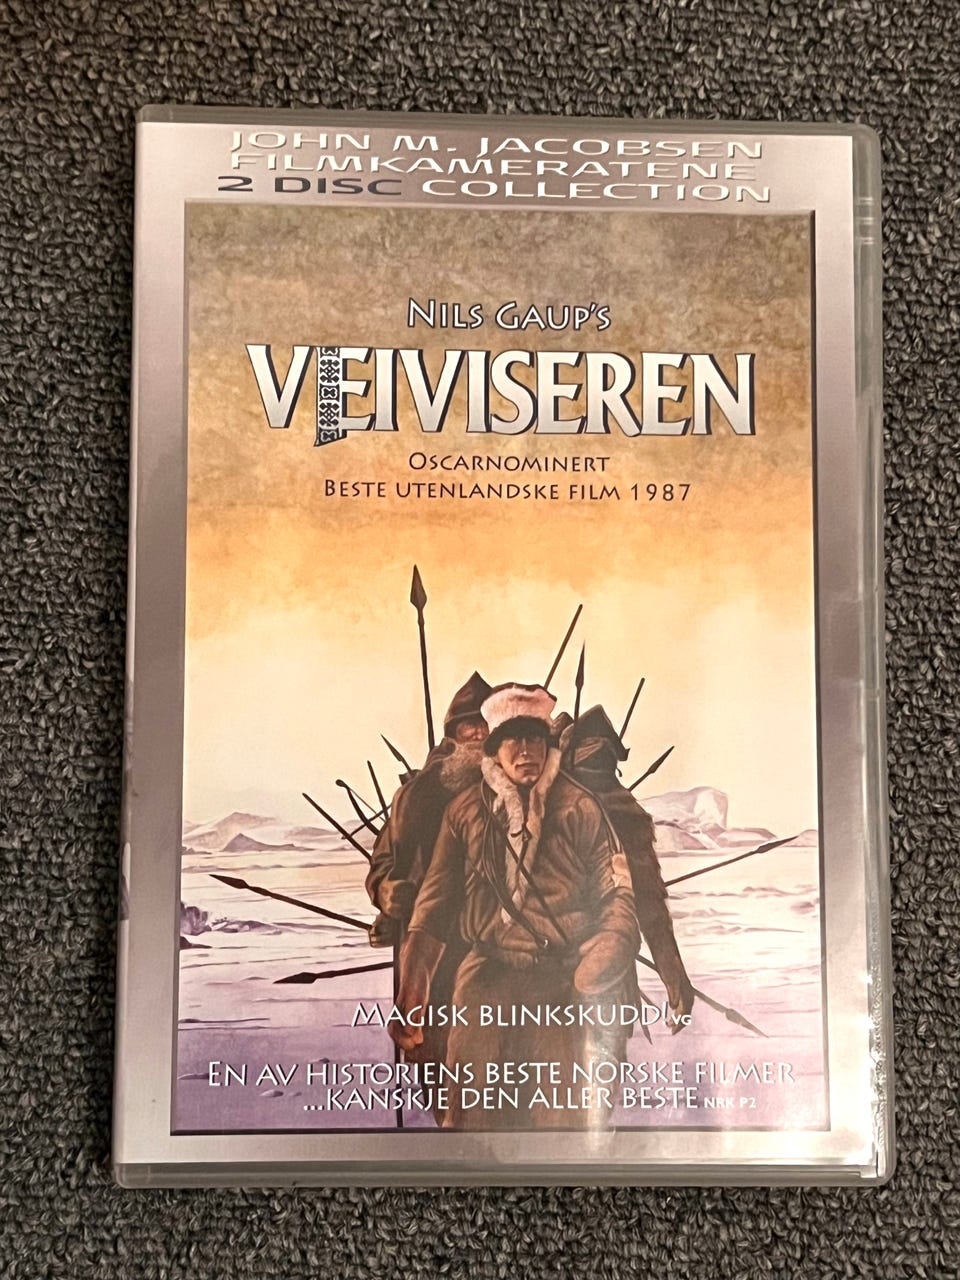 JOHN M. JACOBSEN
FILMKAMERATENE
2 DISC COLLECTION
NILS GAUP'S
VEIVISEREN
OSCARNOMINERT
BESTE UTENLANDSKE FILM 1987
MAGISK BLINKSKUDD! VG
EN AV HISTORIENS BESTE NORSKE FILMER
...KANSKJE DEN ALLER BESTE NRK P2